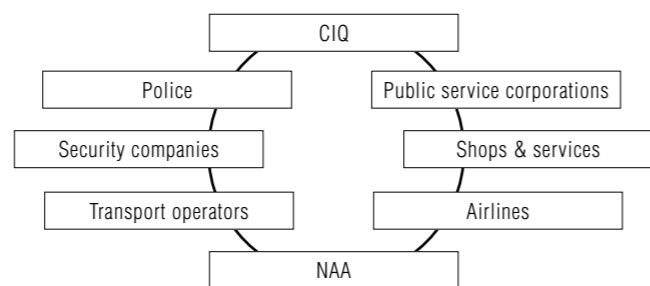 CIQ
Police
Public service corporations
Security companies
Shops & services
Transport operators
Airlines
NAA